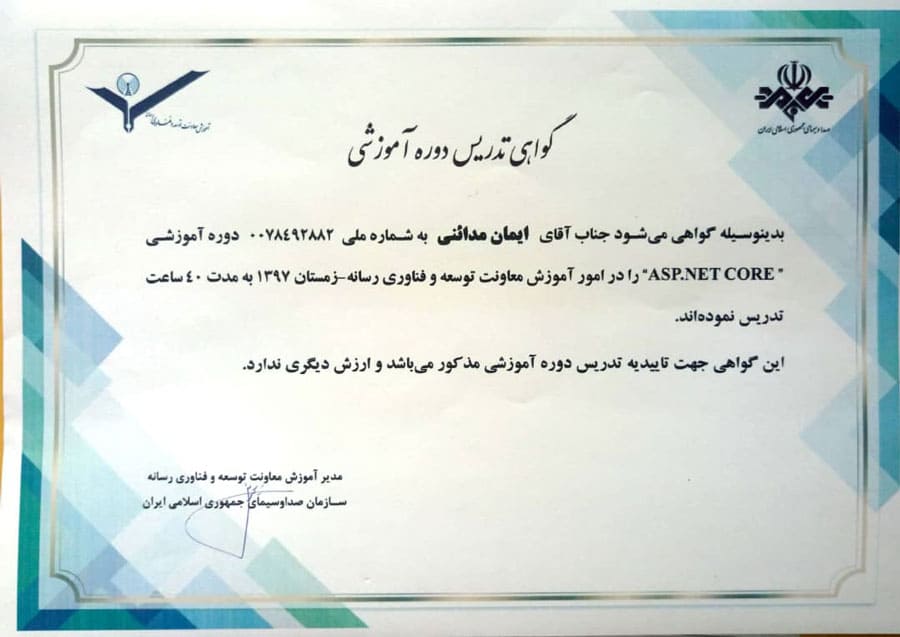 صدا و سیمای جمهوری اسلامی ایران
آموزش معاونت توسعه و فناوری رسانه
گواهی تدریس دوره آموزشی
بدینوسیله گواهی می‌شود جناب آقای ایمان مدائنی به شماره ملی ۰۰۷۸۴۹۲۸۸۲ دوره آموزشی
"ASP.NET CORE" را در امور آموزش معاونت توسعه و فناوری رسانه-زمستان ۱۳۹۷ به مدت ۴۰ ساعت
تدریس نموده‌اند.
این گواهی جهت تاییدیه تدریس دوره آموزشی مذکور می‌باشد و ارزش دیگری ندارد.
مدیر آموزش معاونت توسعه و فناوری رسانه
سازمان صداوسیمای جمهوری اسلامی ایران